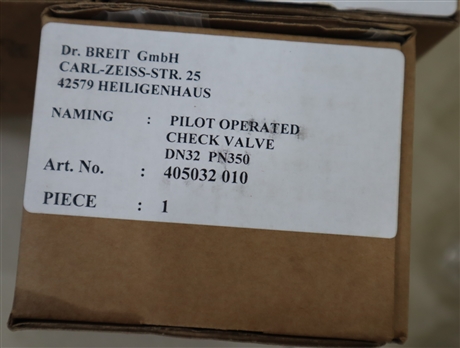 Dr. BREIT GmbH
CARL-ZEISS-STR. 25
42579 HEILIGENHAUS
NAMING : PILOT OPERATED
CHECK VALVE
DN32 PN350
Art. No. : 405032 010
PIECE : 1